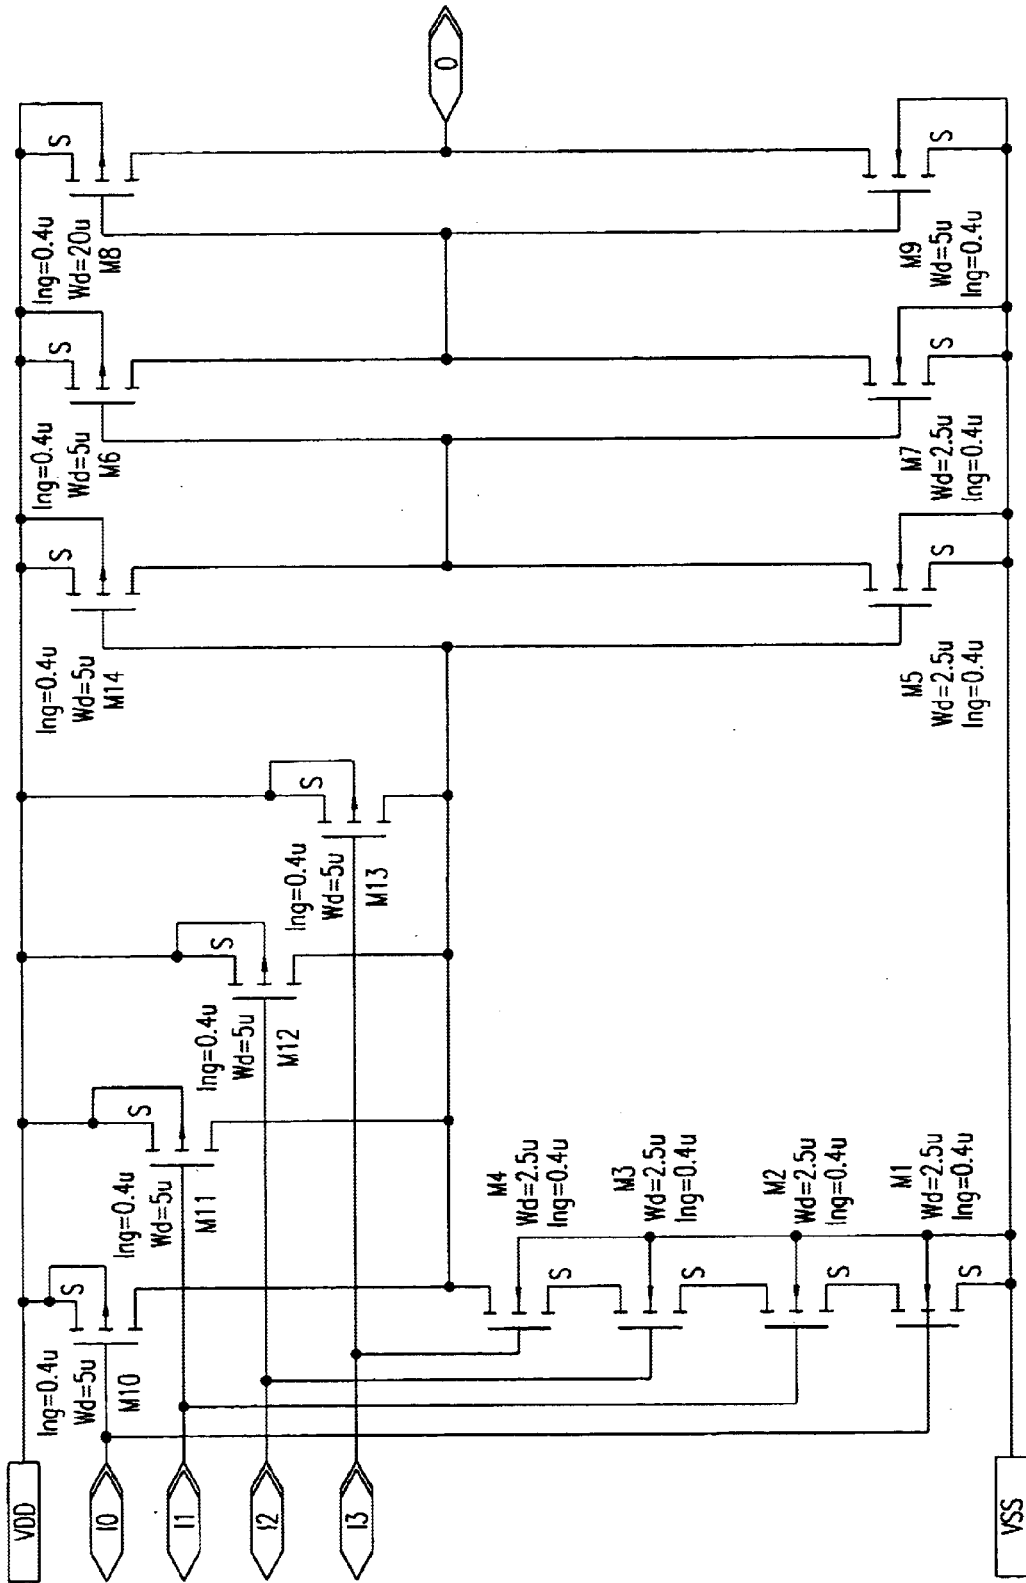 VDD
I0
I1
I2
I3
VSS
lng=0.4u
Wd=5u
M10
S
lng=0.4u
Wd=5u
M11
S
lng=0.4u
Wd=5u
M12
S
lng=0.4u
Wd=5u
M13
S
M4
Wd=2.5u
lng=0.4u
S
M3
Wd=2.5u
lng=0.4u
S
M2
Wd=2.5u
lng=0.4u
S
M1
Wd=2.5u
lng=0.4u
S
lng=0.4u
Wd=5u
M14
S
M5
Wd=2.5u
lng=0.4u
S
lng=0.4u
Wd=5u
M6
S
M7
Wd=2.5u
lng=0.4u
S
lng=0.4u
Wd=20u
M8
S
M9
Wd=5u
lng=0.4u
S
O